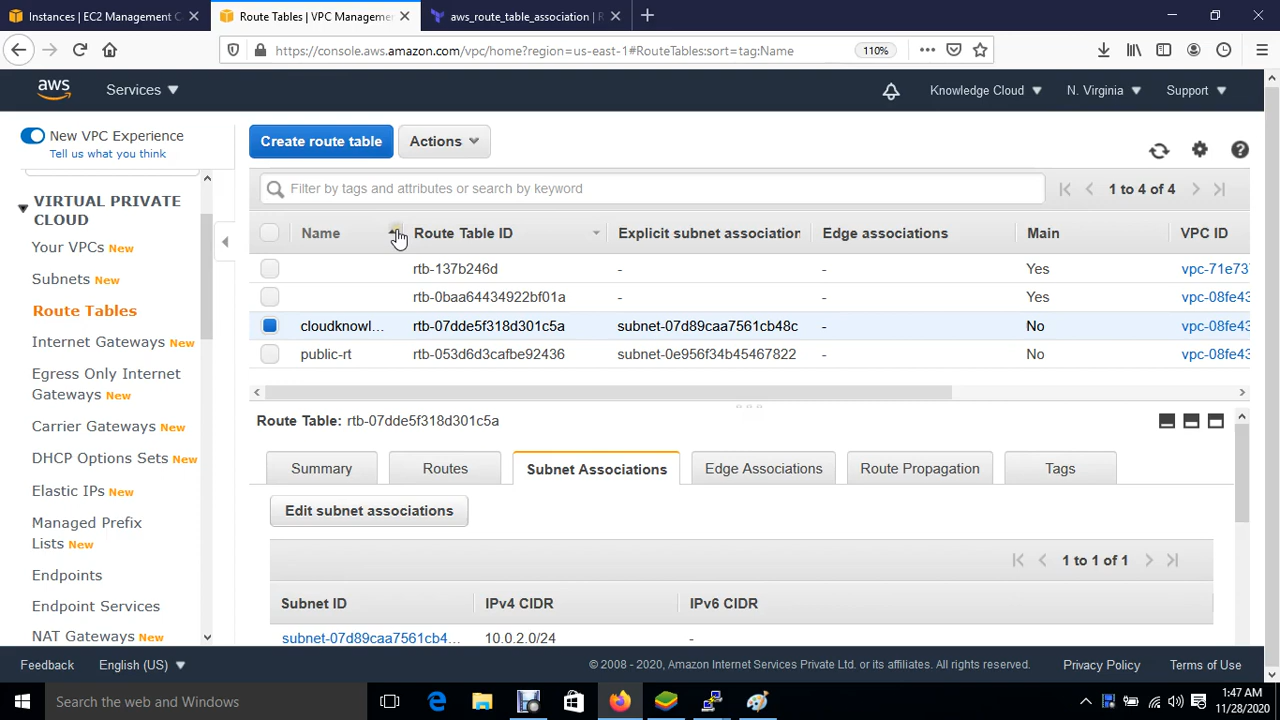 Instances | EC2 Management C
Route Tables | VPC Manageme
aws_route_table_association | R
https://console.aws.amazon.com/vpc/home?region=us-east-1#RouteTables:sort=tag:Name
110%
aws
Services
Knowledge Cloud
N. Virginia
Support
New VPC Experience
Tell us what you think
VIRTUAL PRIVATE
CLOUD
Your VPCs New
Subnets New
Route Tables
Internet Gateways New
Egress Only Internet
Gateways New
Carrier Gateways New
DHCP Options Sets New
Elastic IPs New
Managed Prefix
Lists New
Endpoints
Endpoint Services
NAT Gateways New
Create route table
Actions
Filter by tags and attributes or search by keyword
1 to 4 of 4
Name Route Table ID Explicit subnet association Edge associations Main VPC ID
rtb-137b246d - - Yes vpc-71e73
rtb-0baa64434922bf01a - - Yes vpc-08fe43
cloudknowl... rtb-07dde5f318d301c5a subnet-07d89caa7561cb48c - No vpc-08fe43
public-rt rtb-053d6d3cafbe92436 subnet-0e956f34b45467822 - No vpc-08fe43
Route Table: rtb-07dde5f318d301c5a
Summary
Routes
Subnet Associations
Edge Associations
Route Propagation
Tags
Edit subnet associations
1 to 1 of 1
Subnet ID IPv4 CIDR IPv6 CIDR
subnet-07d89caa7561cb4... 10.0.2.0/24 -
Feedback
English (US)
© 2008 - 2020, Amazon Internet Services Private Ltd. or its affiliates. All rights reserved.
Privacy Policy
Terms of Use
Search the web and Windows
1:47 AM
11/28/2020